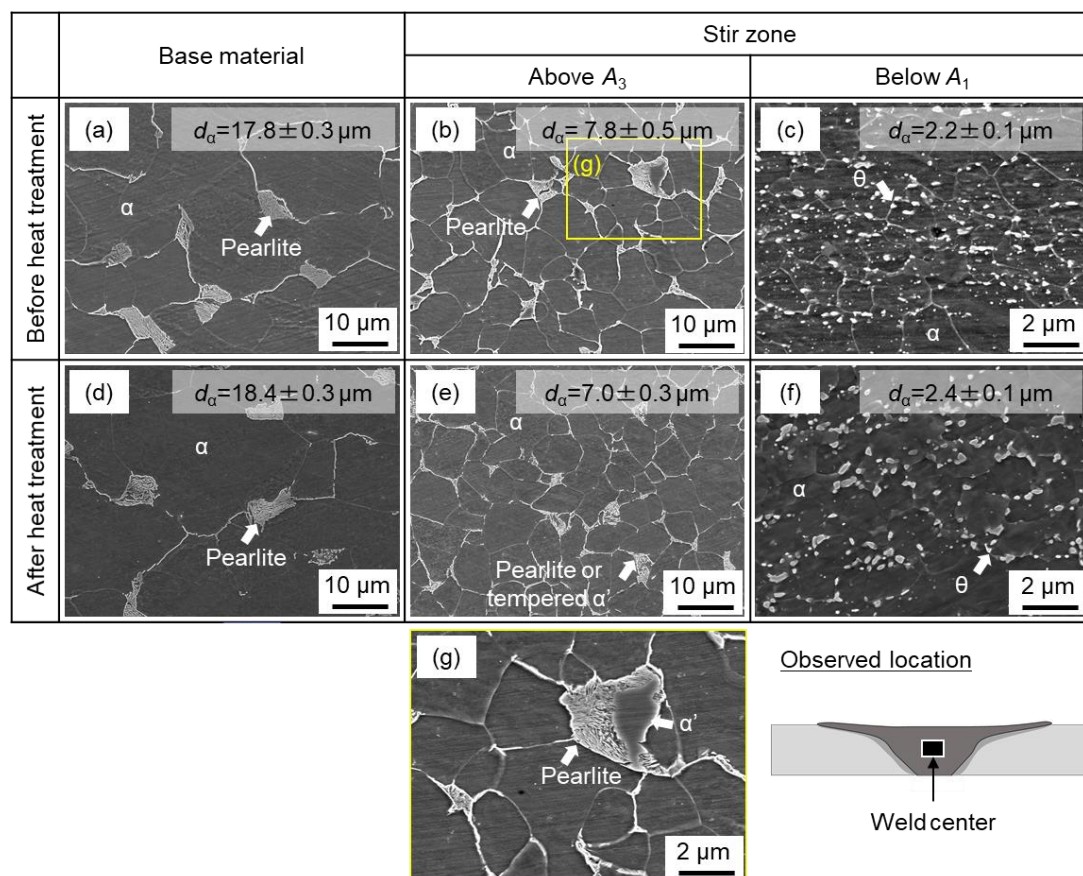 Base material
Stir zone
Above A3
Below A1
Before heat treatment
(a)
dα=17.8±0.3 μm
α
Pearlite
10 μm
(b)
dα= 7.8±0.5 μm
α
(g)
Pearlite
10 μm
(c)
dα=2.2±0.1 μm
θ
α
2 μm
After heat treatment
(d)
dα=18.4±0.3 μm
α
Pearlite
10 μm
(e)
dα=7.0±0.3 μm
α
Pearlite or
tempered α’
10 μm
(f)
dα=2.4±0.1 μm
α
θ
2 μm
(g)
α’
Pearlite
2 μm
Observed location
Weld center